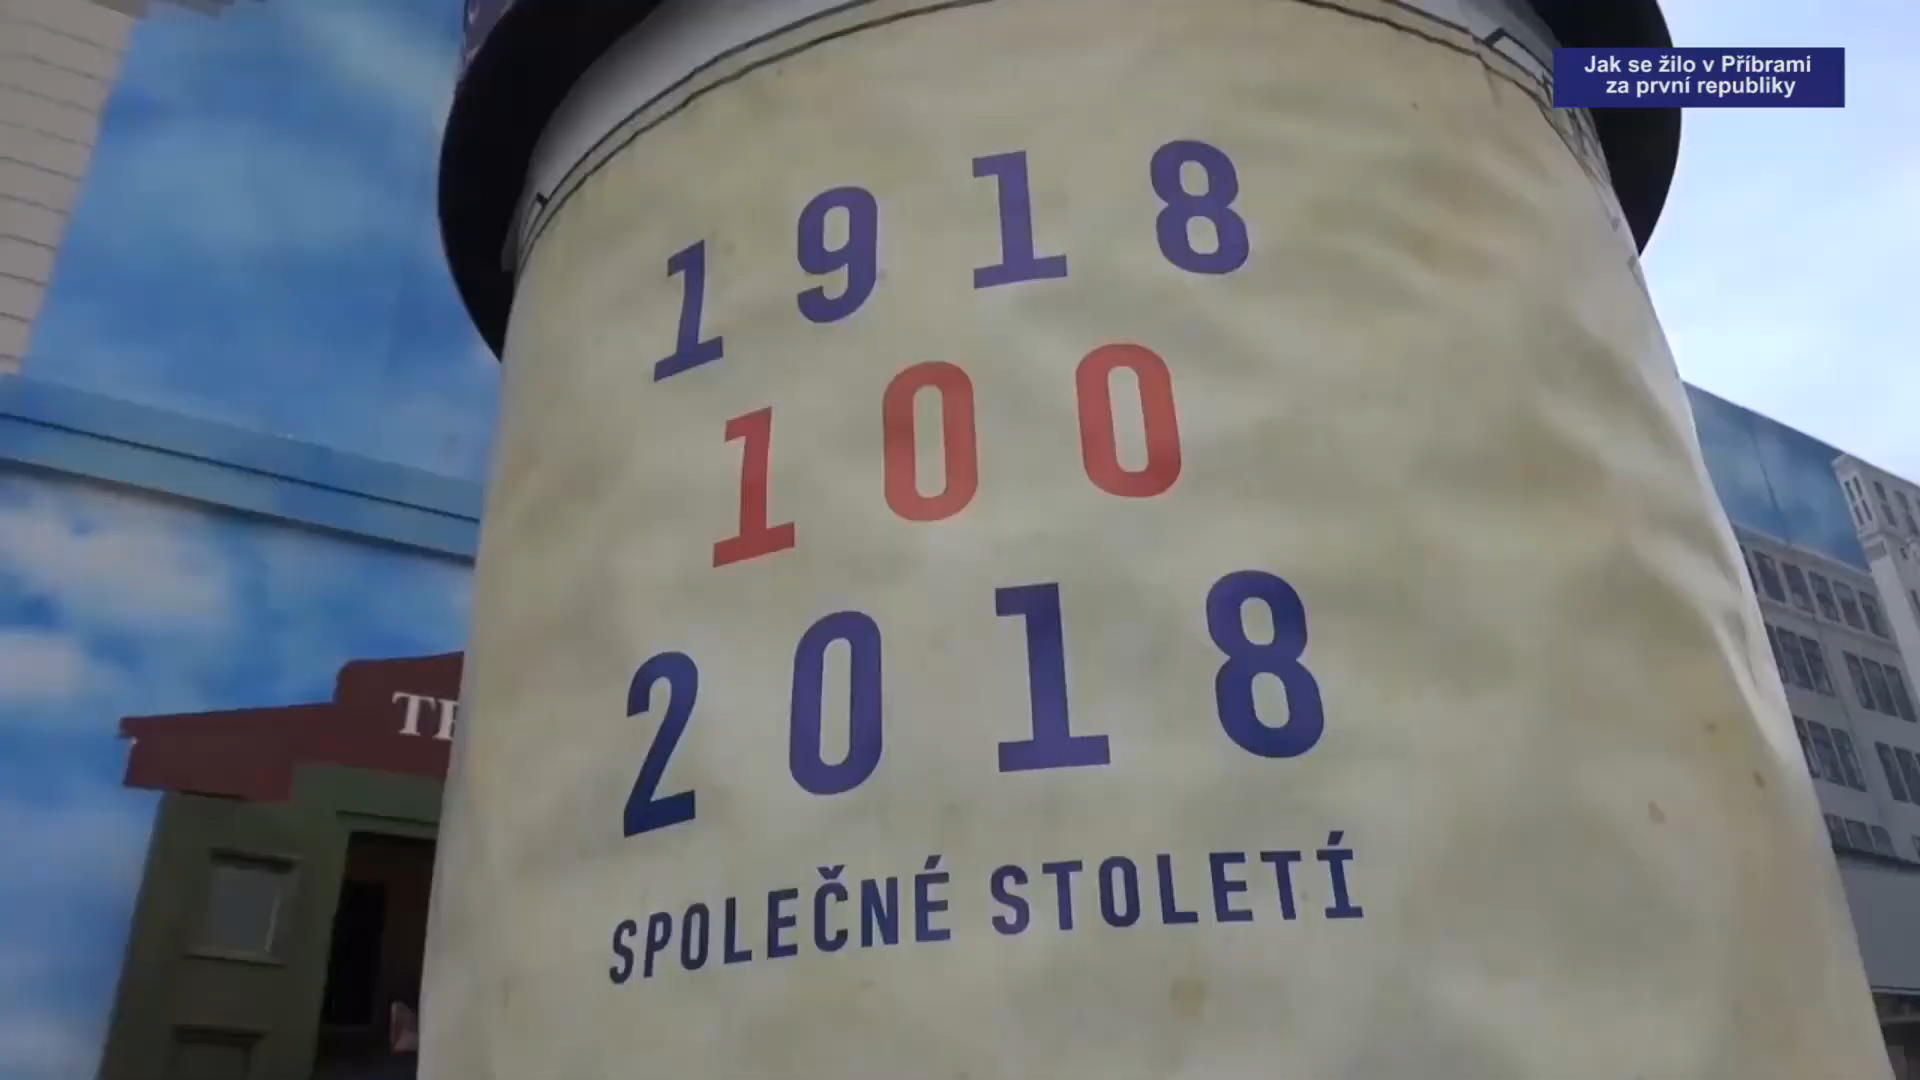 Jak se žilo v Příbrami
za první republiky
1918
100
2018
SPOLEČNÉ STOLETÍ